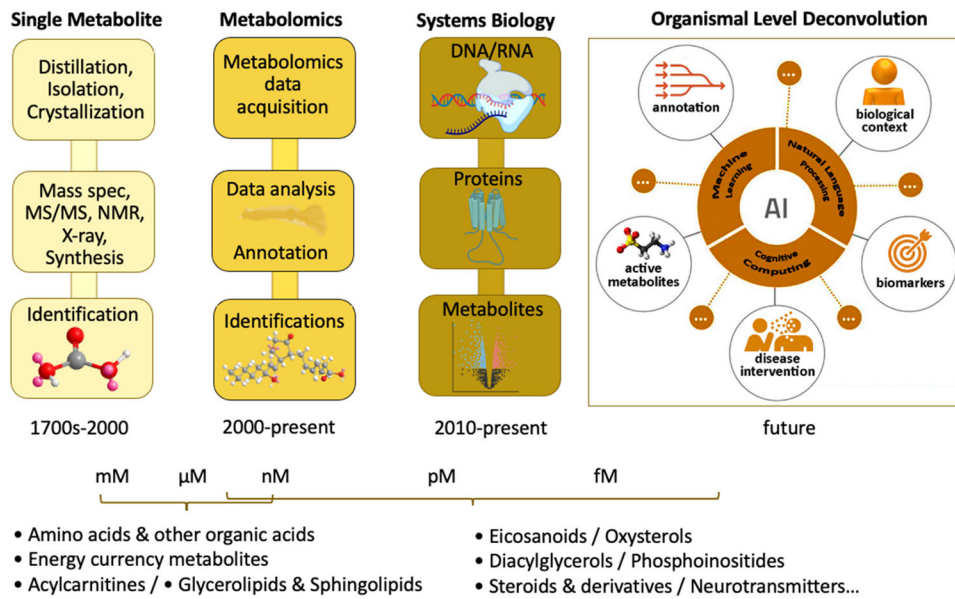 Single Metabolite
Distillation,
Isolation,
Crystallization
Mass spec,
MS/MS, NMR,
X-ray,
Synthesis
Identification
1700s-2000
Metabolomics
Metabolomics
data
acquisition
Data analysis
Annotation
Identifications
2000-present
Systems Biology
DNA/RNA
Proteins
Metabolites
2010-present
Organismal Level Deconvolution
annotation
...
biological
context
Machine
Learning
Natural Language
Processing
AI
Cognitive
Computing
...
...
active
metabolites
biomarkers
...
...
disease
intervention
future
mM μM nM pM fM
• Amino acids & other organic acids
• Energy currency metabolites
• Acylcarnitines / • Glycerolipids & Sphingolipids
• Eicosanoids / Oxysterols
• Diacylglycerols / Phosphoinositides
• Steroids & derivatives / Neurotransmitters...